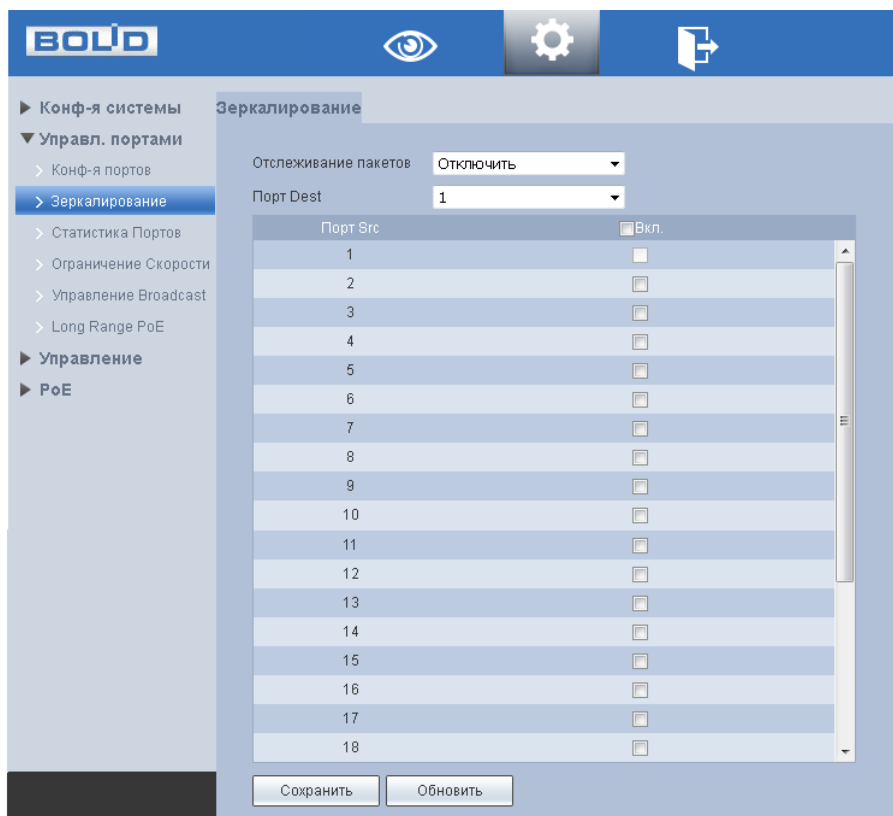 BOLID
Конф-я системы
Управл. портами
Конф-я портов
Зеркалирование
Статистика Портов
Ограничение Скорости
Управление Broadcast
Long Range PoE
Управление
PoE
Зеркалирование
Отслеживание пакетов Отключить
Порт Dest 1
Порт Src Вкл.
1
2
3
4
5
6
7
8
9
10
11
12
13
14
15
16
17
18
Сохранить Обновить